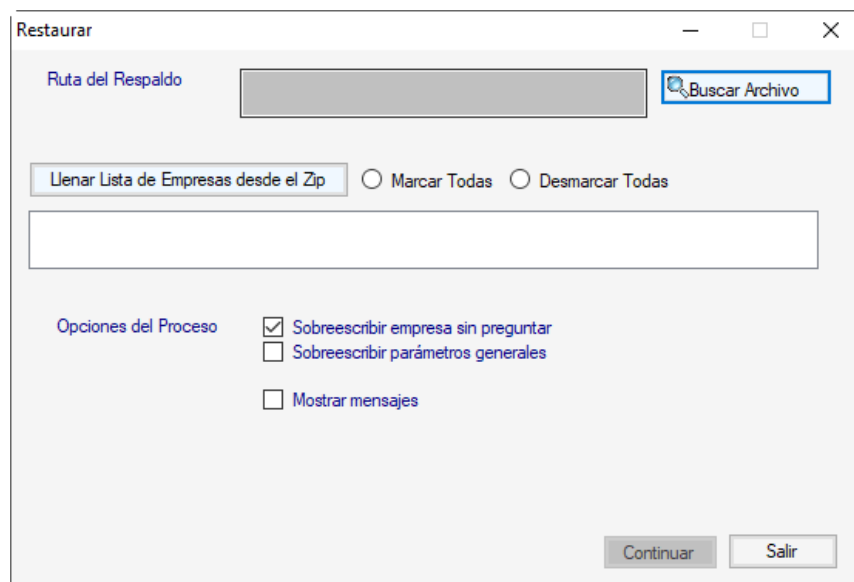 Restaurar
Ruta del Respaldo
Buscar Archivo
Llenar Lista de Empresas desde el Zip Marcar Todas Desmarcar Todas
Opciones del Proceso Sobreescribir empresa sin preguntar
Sobreescribir parámetros generales
Mostrar mensajes
Continuar Salir